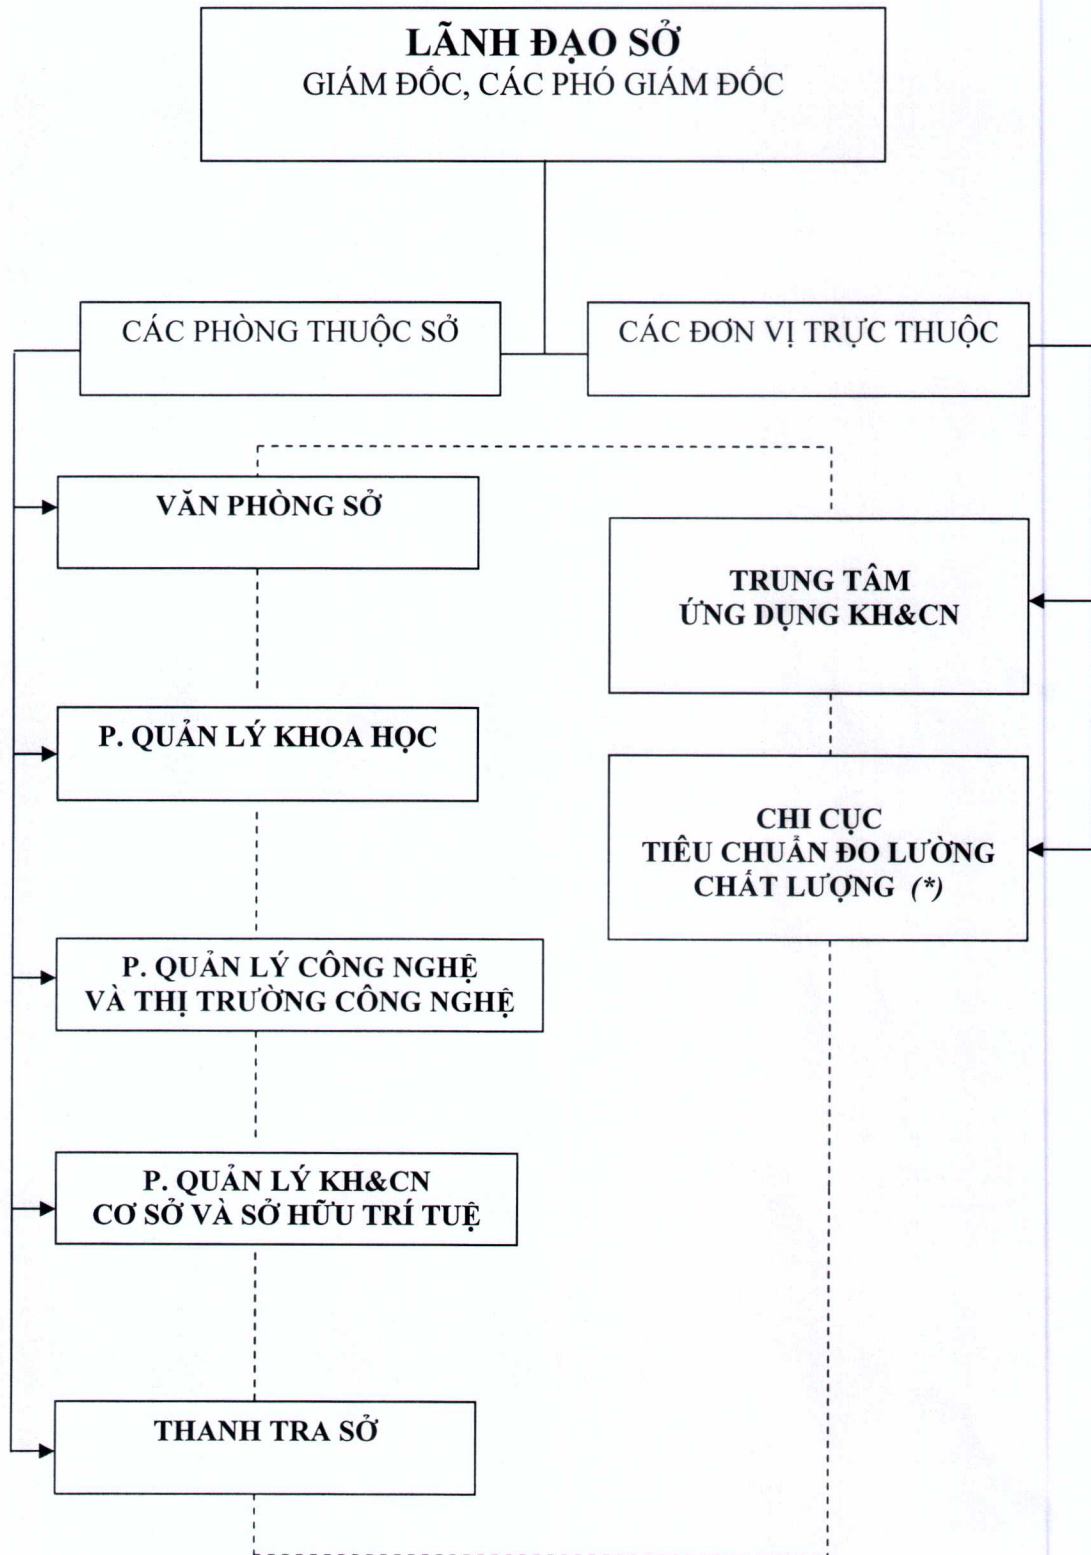 LÃNH ĐẠO SỞ
GIÁM ĐỐC, CÁC PHÓ GIÁM ĐỐC
CÁC PHÒNG THUỘC SỞ
CÁC ĐƠN VỊ TRỰC THUỘC
VĂN PHÒNG SỞ
P. QUẢN LÝ KHOA HỌC
P. QUẢN LÝ CÔNG NGHỆ
VÀ THỊ TRƯỜNG CÔNG NGHỆ
P. QUẢN LÝ KH&CN
CƠ SỞ VÀ SỞ HỮU TRÍ TUỆ
THANH TRA SỞ
TRUNG TÂM
ỨNG DỤNG KH&CN
CHI CỤC
TIÊU CHUẨN ĐO LƯỜNG
CHẤT LƯỢNG (*)